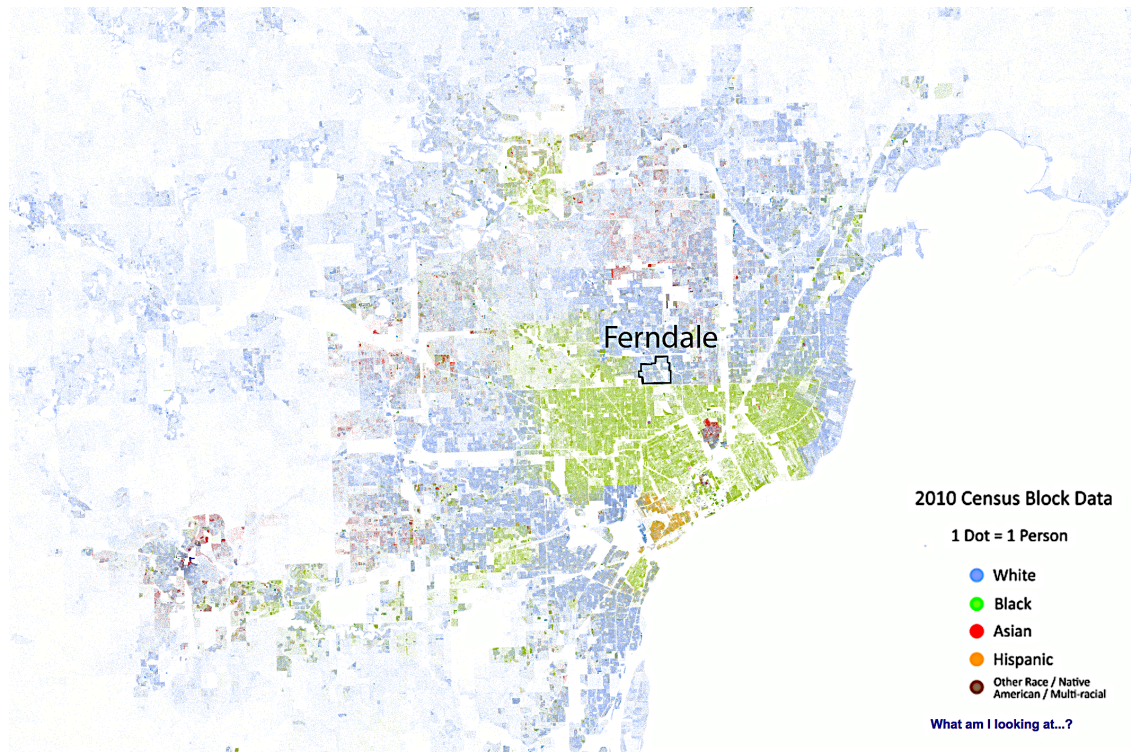 Ferndale
2010 Census Block Data
1 Dot = 1 Person
White
Black
Asian
Hispanic
Other Race / Native
American / Multi-racial
What am I looking at...?